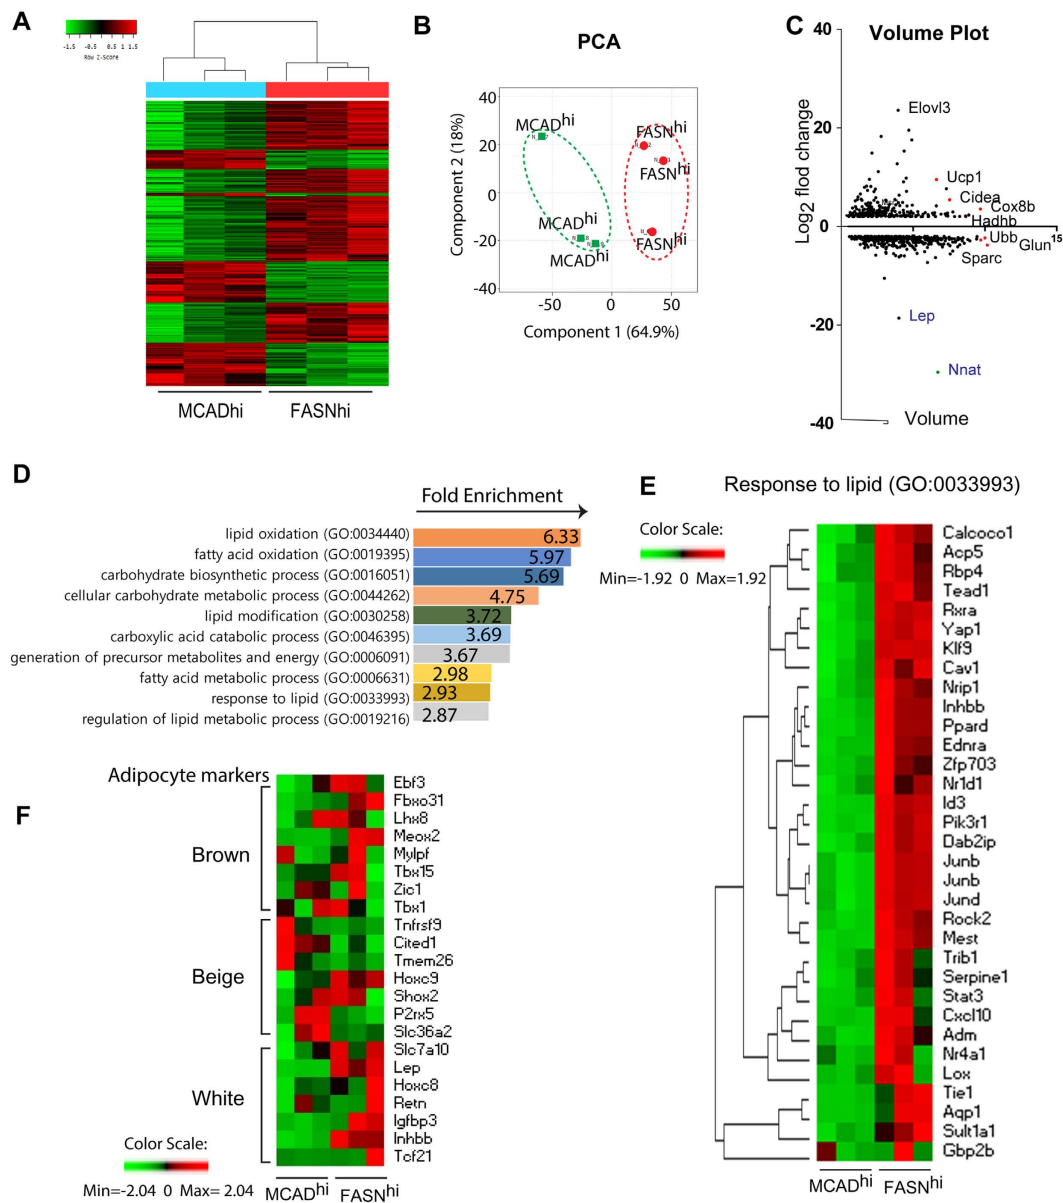 A
-1.5 -0.5 0.5 1 1.5
Row Z-Score
MCADhi FASNhi
B
PCA
Component 2 (18%)
40
20
0
-20
-40
MCADhi
FASNhi
FASNhi
MCADhi
MCADhi
FASNhi
-50 0 50
Component 1 (64.9%)
C
Volume Plot
Log2 flod change
40
20
0
-20
-40
Elovl3
Ucp1
Cidea
Cox8b
Hadhb
15
Ubb
Glun
Sparc
Lep
Nnat
Volume
D
Fold Enrichment
lipid oxidation (GO:0034440) 6.33
fatty acid oxidation (GO:0019395) 5.97
carbohydrate biosynthetic process (GO:0016051) 5.69
cellular carbohydrate metabolic process (GO:0044262) 4.75
lipid modification (GO:0030258) 3.72
carboxylic acid catabolic process (GO:0046395) 3.69
generation of precursor metabolites and energy (GO:0006091) 3.67
fatty acid metabolic process (GO:0006631) 2.98
response to lipid (GO:0033993) 2.93
regulation of lipid metabolic process (GO:0019216) 2.87
E
Response to lipid (GO:0033993)
Color Scale:
Min=-1.92 0 Max=1.92
Calcoco1
Acp5
Rbp4
Tead1
Rxra
Yap1
Klf9
Cav1
Nrip1
Inhbb
Ppard
Ednra
Zfp703
Nr1d1
Id3
Pik3r1
Dab2ip
Junb
Junb
Jund
Rock2
Mest
Trib1
Serpine1
Stat3
Cxcl10
Adm
Nr4a1
Lox
Tie1
Aqp1
Sult1a1
Gbp2b
MCADhi FASNhi
F
Adipocyte markers
Brown
Beige
White
Ebf3
Fbxo31
Lhx8
Meox2
Mylpf
Tbx15
Zic1
Tbx1
Tnfrsf9
Cited1
Tmem26
Hoxc9
Shox2
P2rx5
Slc36a2
Slc7a10
Lep
Hoxc8
Retn
Igfbp3
Inhbb
Tcf21
Color Scale:
Min=-2.04 0 Max= 2.04
MCADhi FASNhi